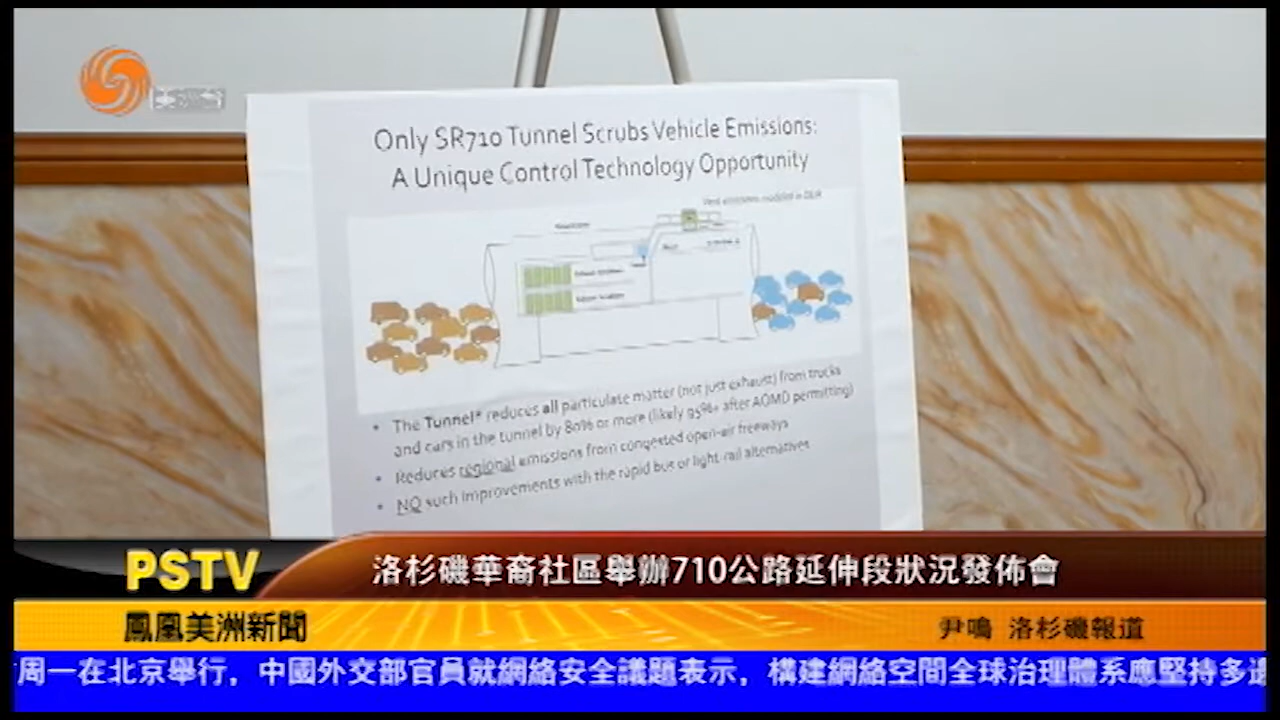 Only SR710 Tunnel Scrubs Vehicle Emissions:
A Unique Control Technology Opportunity
Vent emissions modeled in DEIR
• The Tunnel* reduces all particulate matter (not just exhaust) from trucks
and cars in the tunnel by 80% or more (likely 95%+ after AQMD permitting)
• Reduces regional emissions from congested open-air freeways
• NO such improvements with the rapid bus or light-rail alternatives
PSTV
洛杉磯華裔社區舉辦710公路延伸段狀況發佈會
鳳凰美洲新聞
尹鳴 洛杉磯報道
周一在北京舉行，中國外交部官員就網絡安全議題表示，構建網絡空間全球治理體系應堅持多邊